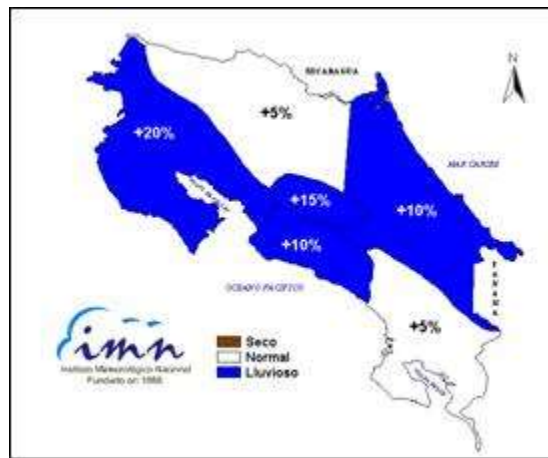 NICARAGUA
N
+5%
+20%
MAR CARIBE
+15%
+10%
+10%
PANAMA
OCEANO PACIFICO
+5%
imn
Instituto Meteorológico Nacional
Fundato en 1888
Seco
Normal
Lluvioso